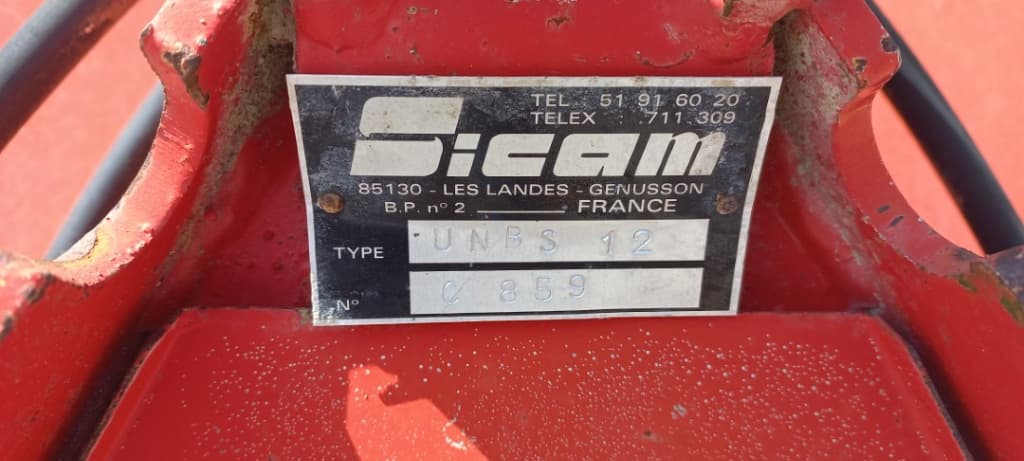 TEL : 51 91 60 20
TELEX : 711.309
Sicam
85130 - LES LANDES - GENUSSON
B.P. n° 2 ______ FRANCE
TYPE UNBS 12
N° C 859